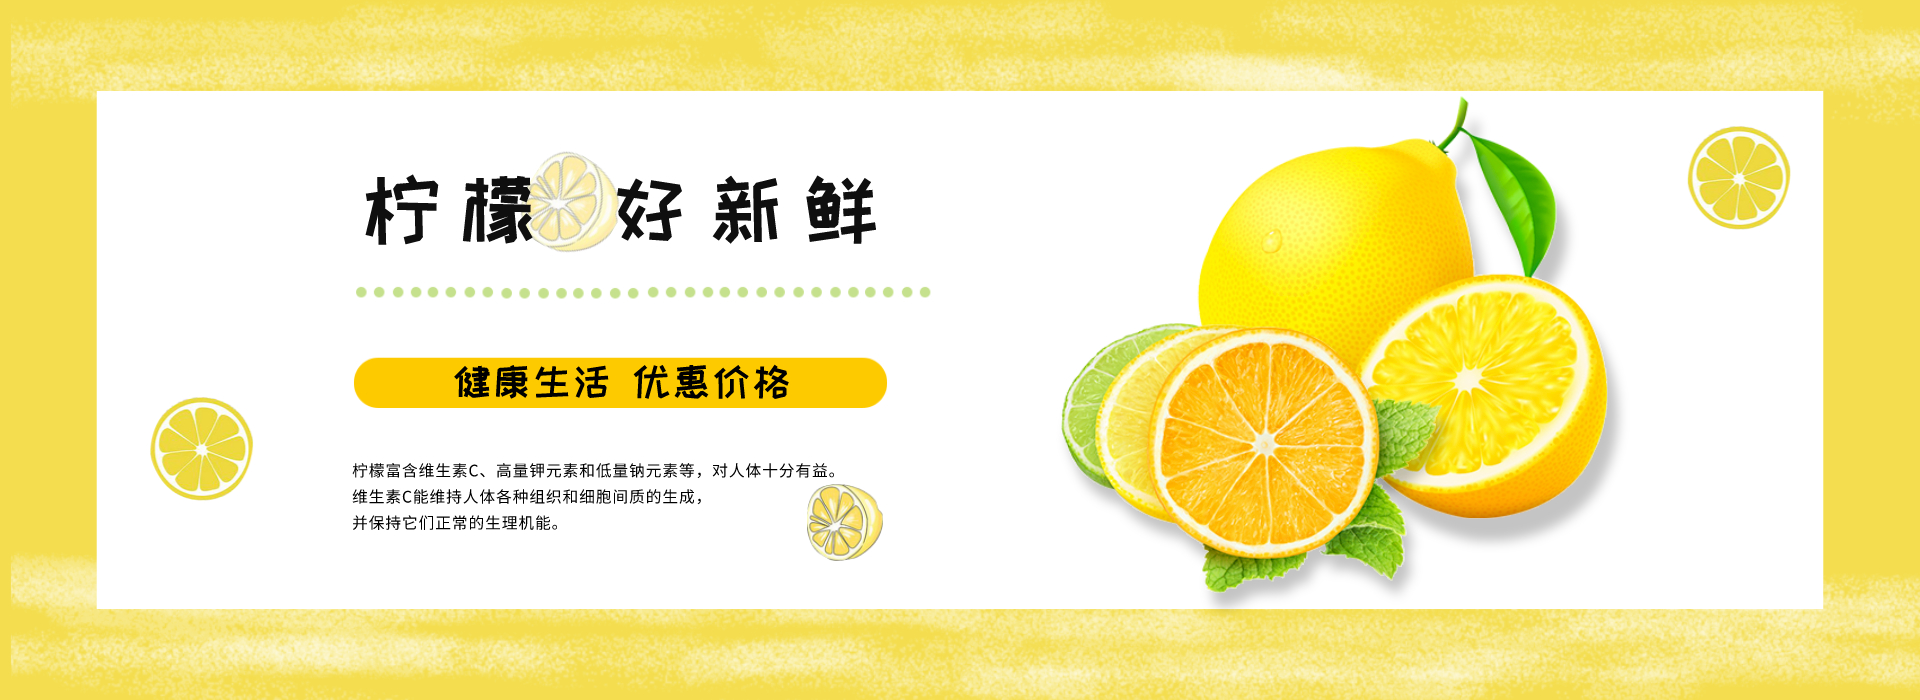 柠檬 好新鲜
健康生活 优惠价格
柠檬富含维生素C、高量钾元素和低量钠元素等，对人体十分有益。
维生素C能维持人体各种组织和细胞间质的生成，
并保持它们正常的生理机能。